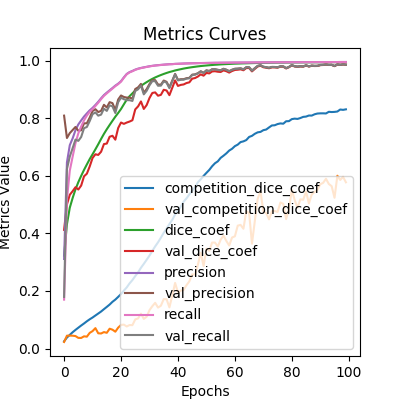 Metrics Curves
1.0
0.8
0.6
0.4
0.2
0.0
Metrics Value
competition_dice_coef
val_competition_dice_coef
dice_coef
val_dice_coef
precision
val_precision
recall
val_recall
0 20 40 60 80 100
Epochs